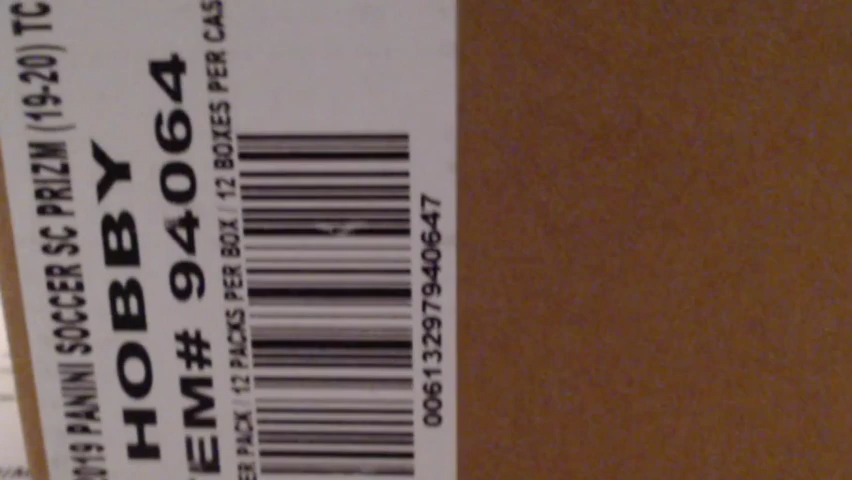 2019 PANINI SOCCER SC PRIZM (19-20) TC
HOBBY
TEM# 94064
ER PACK / 12 PACKS PER BOX / 12 BOXES PER CAS
00613297940647